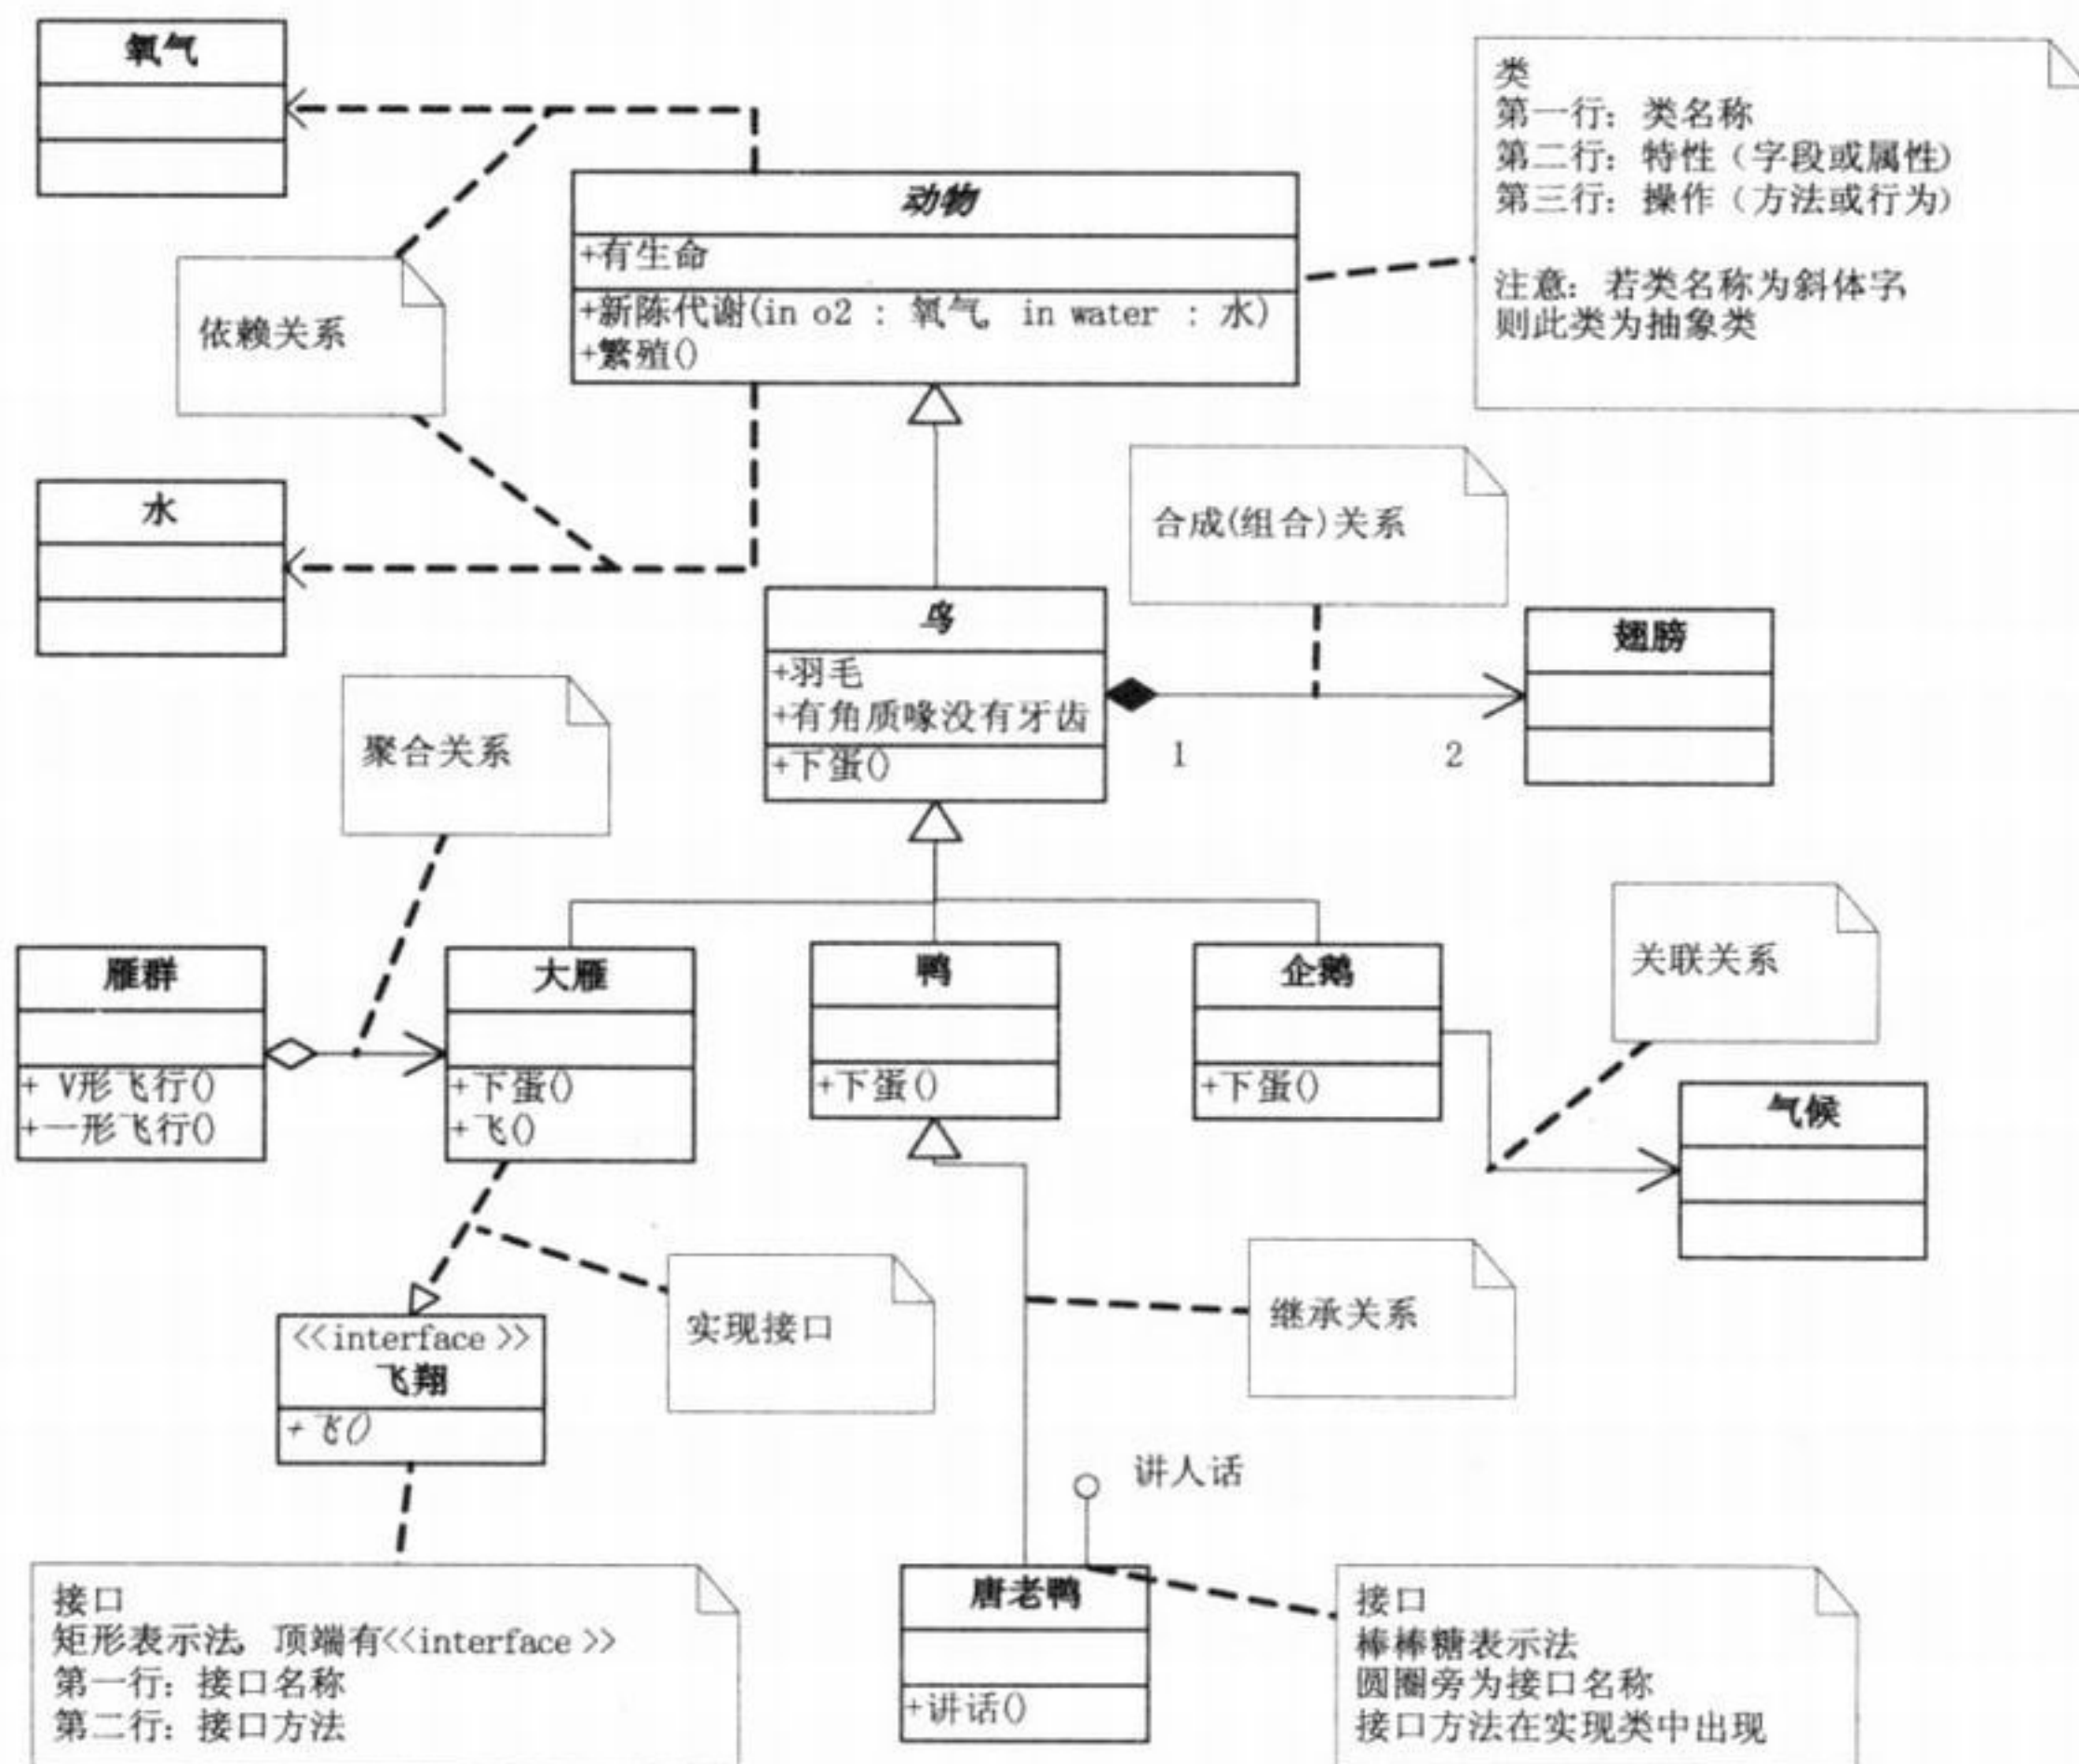 氧气
类
第一行：类名称
第二行：特性（字段或属性）
第三行：操作（方法或行为）
注意：若类名称为斜体字，
则此类为抽象类
动物
+有生命
+新陈代谢(in o2 : 氧气, in water : 水)
+繁殖()
依赖关系
水
合成(组合)关系
鸟
+羽毛
+有角质喙没有牙齿
+下蛋()
1
2
翅膀
聚合关系
雁群
+ V形飞行()
+一形飞行()
大雁
+下蛋()
+飞()
鸭
+下蛋()
企鹅
+下蛋()
关联关系
气候
实现接口
继承关系
<<interface >>
飞翔
+飞()
讲人话
接口
矩形表示法，顶端有<<interface >>
第一行：接口名称
第二行：接口方法
唐老鸭
+讲话()
接口
棒棒糖表示法
圆圈旁为接口名称
接口方法在实现类中出现